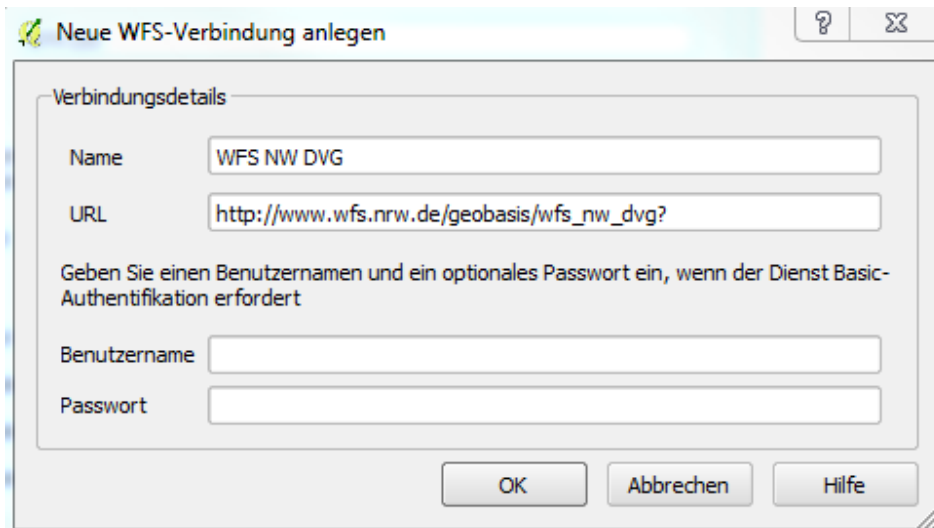 Neue WFS-Verbindung anlegen
Verbindungsdetails
Name WFS NW DVG
URL http://www.wfs.nrw.de/geobasis/wfs_nw_dvg?
Geben Sie einen Benutzernamen und ein optionales Passwort ein, wenn der Dienst Basic-
Authentifikation erfordert
Benutzername
Passwort
OK Abbrechen Hilfe